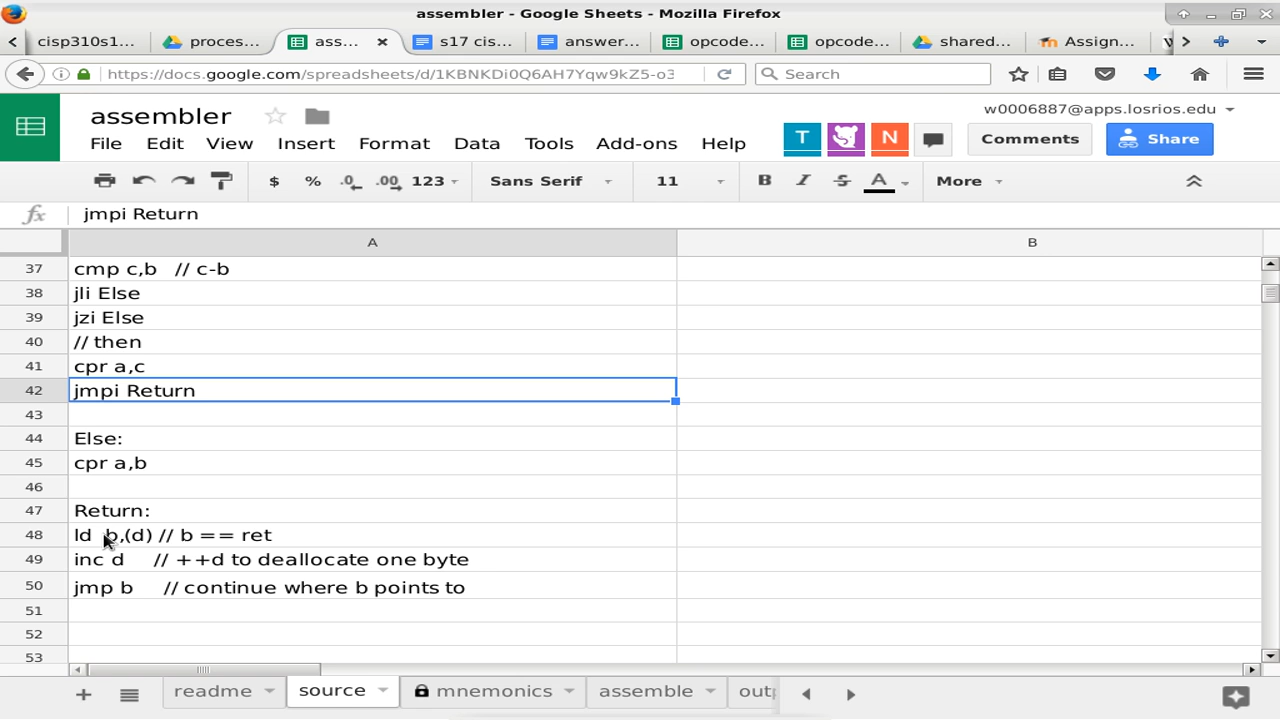 assembler - Google Sheets - Mozilla Firefox
cisp310s1... proces... ass... s17 cis... answer... opcode... opcode... shared... Assign...
https://docs.google.com/spreadsheets/d/1KBNKDi0Q6AH7Yqw9kZ5-o3 Search
assembler w0006887@apps.losrios.edu
File Edit View Insert Format Data Tools Add-ons Help T N Comments Share
$ % .0 .00 123 Sans Serif 11 B I S A More
fx jmpi Return
A B
37 cmp c,b // c-b
38 jli Else
39 jzi Else
40 // then
41 cpr a,c
42 jmpi Return
43
44 Else:
45 cpr a,b
46
47 Return:
48 ld b,(d) // b == ret
49 inc d // ++d to deallocate one byte
50 jmp b // continue where b points to
51
52
53
readme source mnemonics assemble out